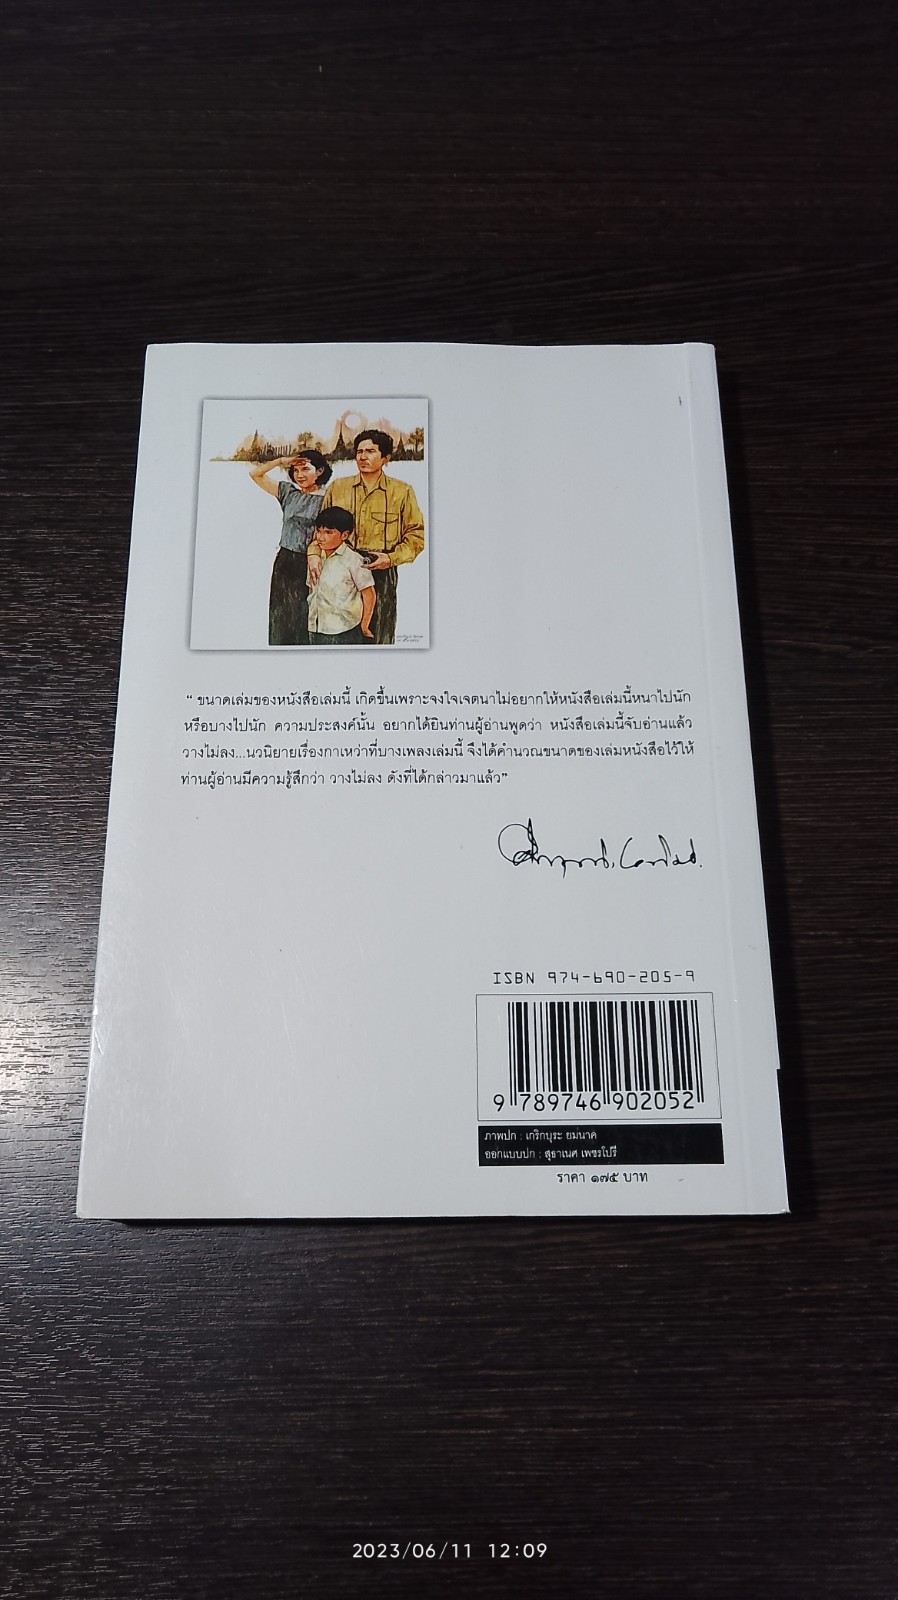 “ ขนาดเล่มของหนังสือเล่มนี้ เกิดขึ้นเพราะจงใจเจตนาไม่อยากให้หนังสือเล่มนี้หนาไปนัก
หรือบางไปนัก ความประสงค์นั้น อยากได้ยินท่านผู้อ่านพูดว่า หนังสือเล่มนี้จับอ่านแล้ว
วางไม่ลง...นวนิยายเรื่องกาเหว่าที่บางเพลงเล่มนี้ จึงได้คำนวณขนาดของเล่มหนังสือไว้ให้
ท่านผู้อ่านมีความรู้สึกว่า วางไม่ลง ดังที่ได้กล่าวมาแล้ว”
ISBN 974-690-205-9
9 789746 902052
ภาพปก : เกริกบุระ ยมนาค
ออกแบบปก : สุธาเนศ เพชรโปรี
ราคา ๑๗๕ บาท
2023/06/11 12:09